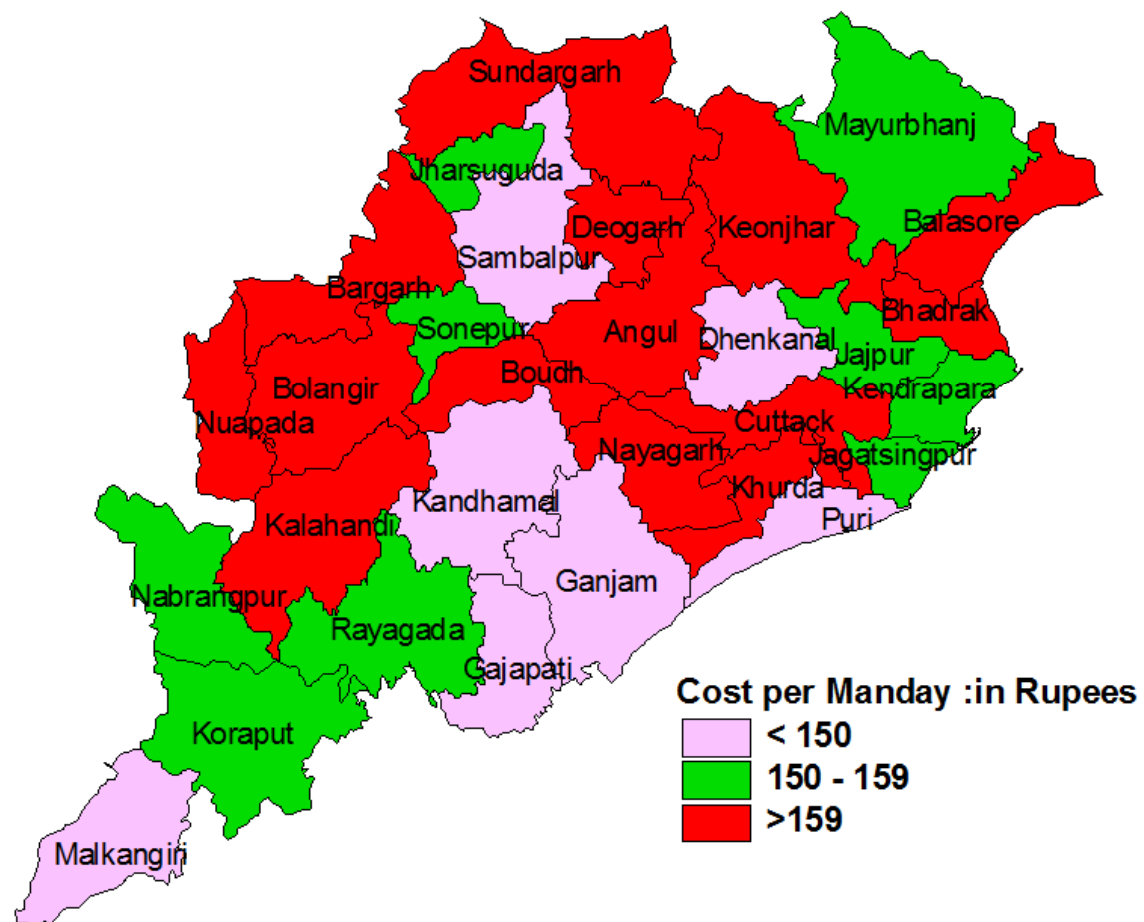 Sundargarh
Mayurbhanj
Jharsuguda
Deogarh
Keonjhar
Balasore
Sambalpur
Bargarh
Sonepur
Angul
Dhenkanal
Bhadrak
Jajpur
Bolangir
Boudh
Kendrapara
Nuapada
Cuttack
Nayagarh
Jagatsingpur
Kandhamal
Khurda
Puri
Kalahandi
Nabrangpur
Ganjam
Rayagada
Gajapati
Koraput
Malkangiri
Cost per Manday :in Rupees
< 150
150 - 159
>159